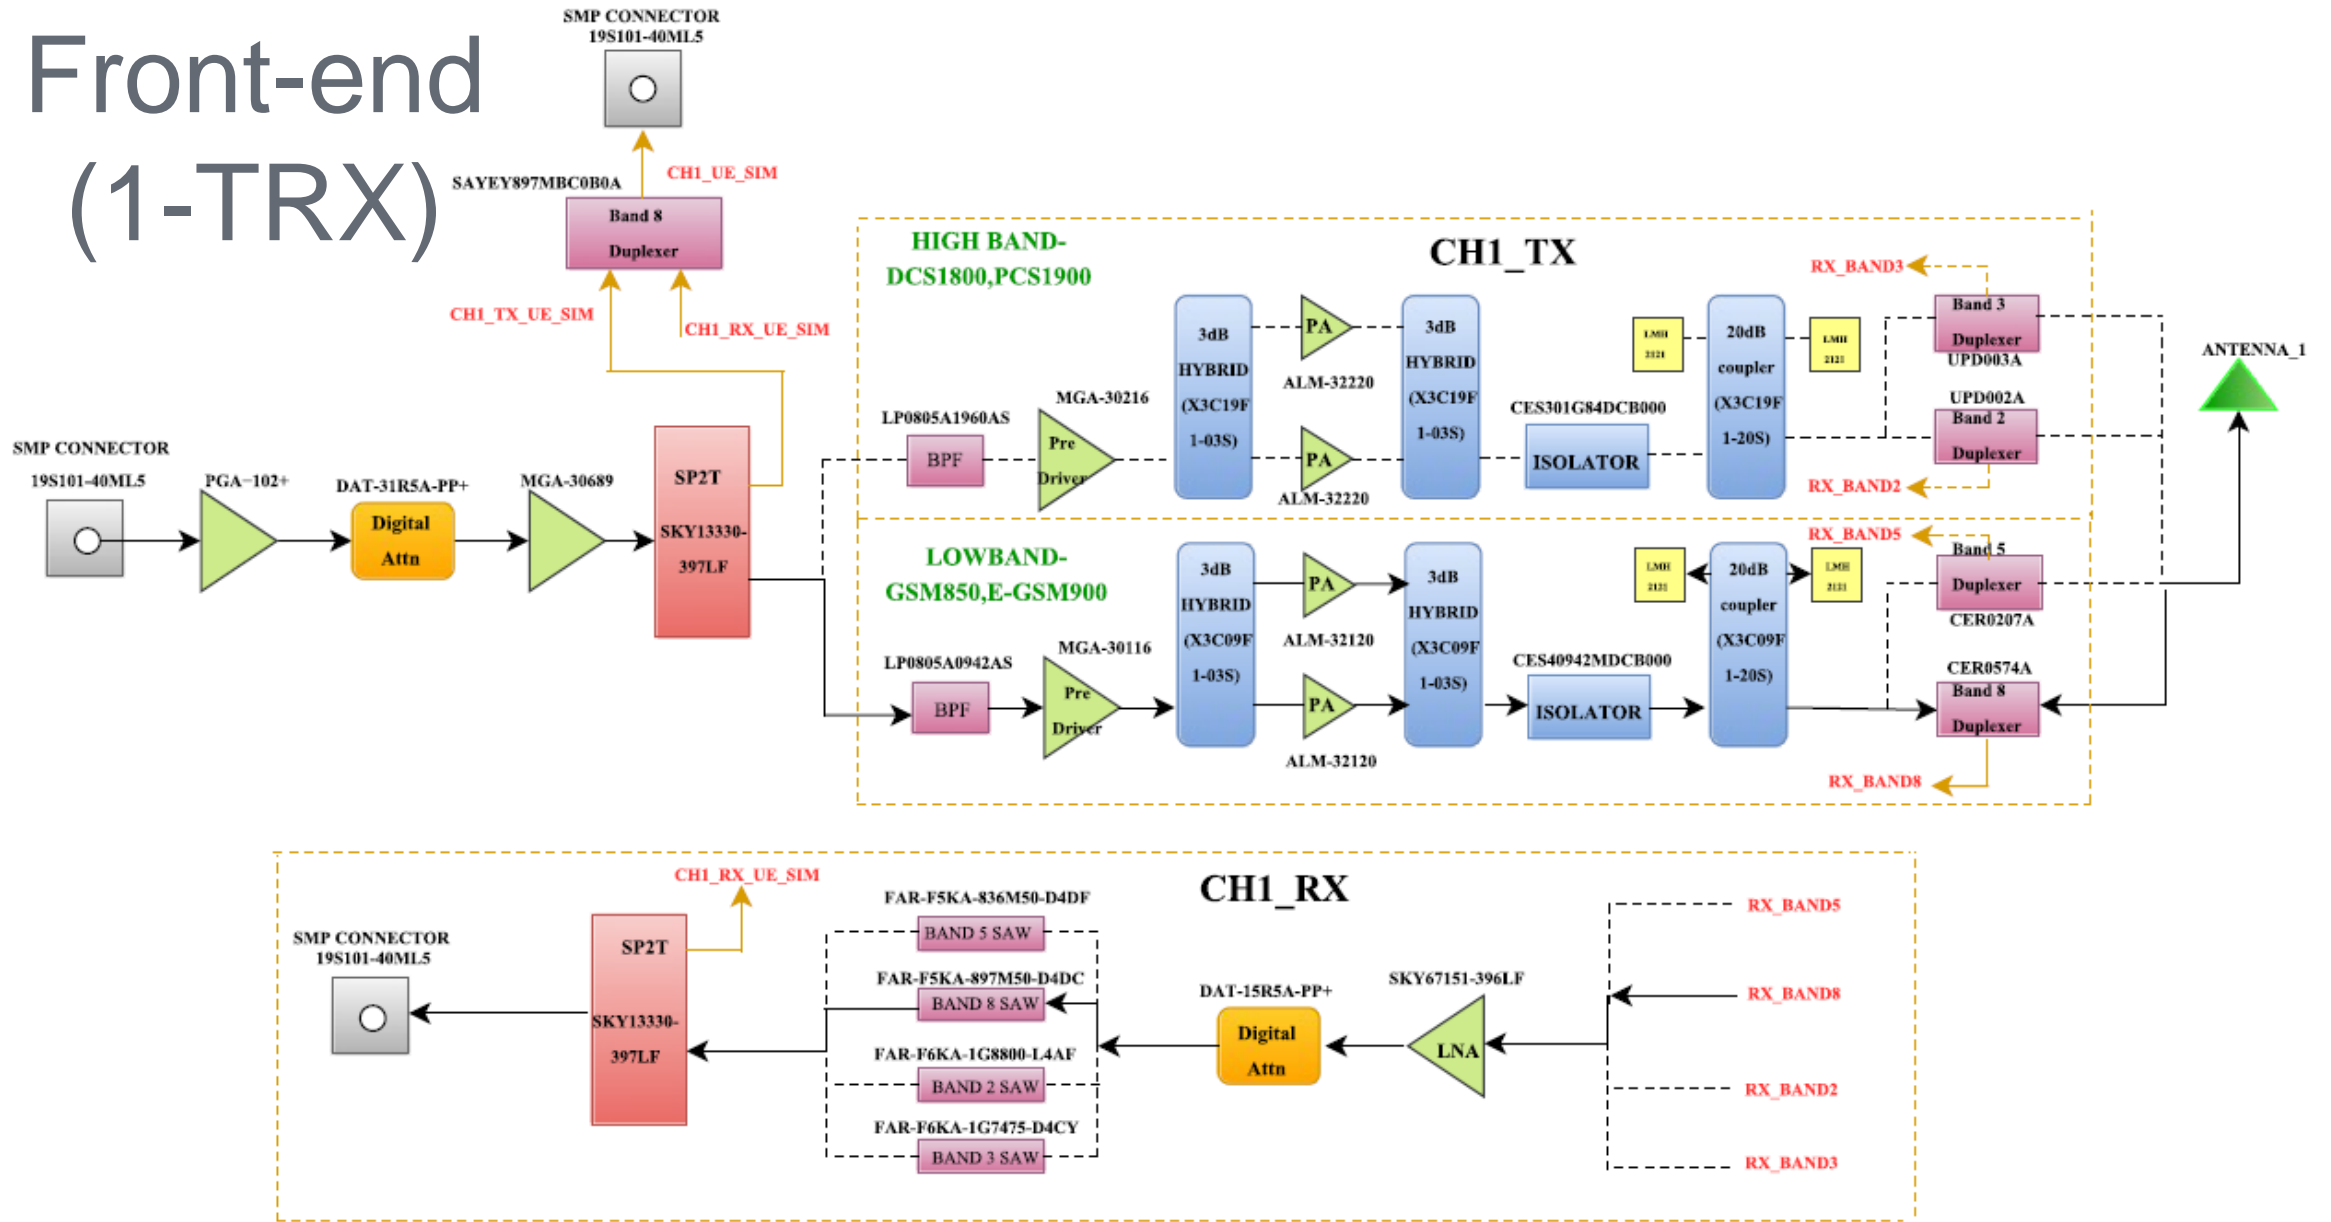 Front-end
(1-TRX)
SMP CONNECTOR
19S101-40ML5
CH1_UE_SIM
SAYEY897MBC0B0A
Band 8
Duplexer
CH1_TX_UE_SIM
CH1_RX_UE_SIM
SMP CONNECTOR
19S101-40ML5
PGA-102+
DAT-31R5A-PP+
Digital
Attn
MGA-30689
SP2T
SKY13330-
397LF
HIGH BAND-
DCS1800,PCS1900
CH1_TX
LP0805A1960AS
BPF
MGA-30216
Pre
Driver
3dB
HYBRID
(X3C19F
1-03S)
PA
ALM-32220
PA
ALM-32220
3dB
HYBRID
(X3C19F
1-03S)
CES301G84DCB000
ISOLATOR
LMH
2121
20dB
coupler
(X3C19F
1-20S)
LMH
2121
RX_BAND3
Band 3
Duplexer
UPD003A
UPD002A
Band 2
Duplexer
RX_BAND2
ANTENNA_1
LOWBAND-
GSM850,E-GSM900
LP0805A0942AS
BPF
MGA-30116
Pre
Driver
3dB
HYBRID
(X3C09F
1-03S)
PA
ALM-32120
PA
ALM-32120
3dB
HYBRID
(X3C09F
1-03S)
CES40942MDCB000
ISOLATOR
LMH
2121
20dB
coupler
(X3C09F
1-20S)
LMH
2121
RX_BAND5
Band 5
Duplexer
CER0207A
CER0574A
Band 8
Duplexer
RX_BAND8
CH1_RX
SMP CONNECTOR
19S101-40ML5
CH1_RX_UE_SIM
SP2T
SKY13330-
397LF
FAR-F5KA-836M50-D4DF
BAND 5 SAW
FAR-F5KA-897M50-D4DC
BAND 8 SAW
FAR-F6KA-1G8800-L4AF
BAND 2 SAW
FAR-F6KA-1G7475-D4CY
BAND 3 SAW
DAT-15R5A-PP+
Digital
Attn
SKY67151-396LF
LNA
RX_BAND5
RX_BAND8
RX_BAND2
RX_BAND3